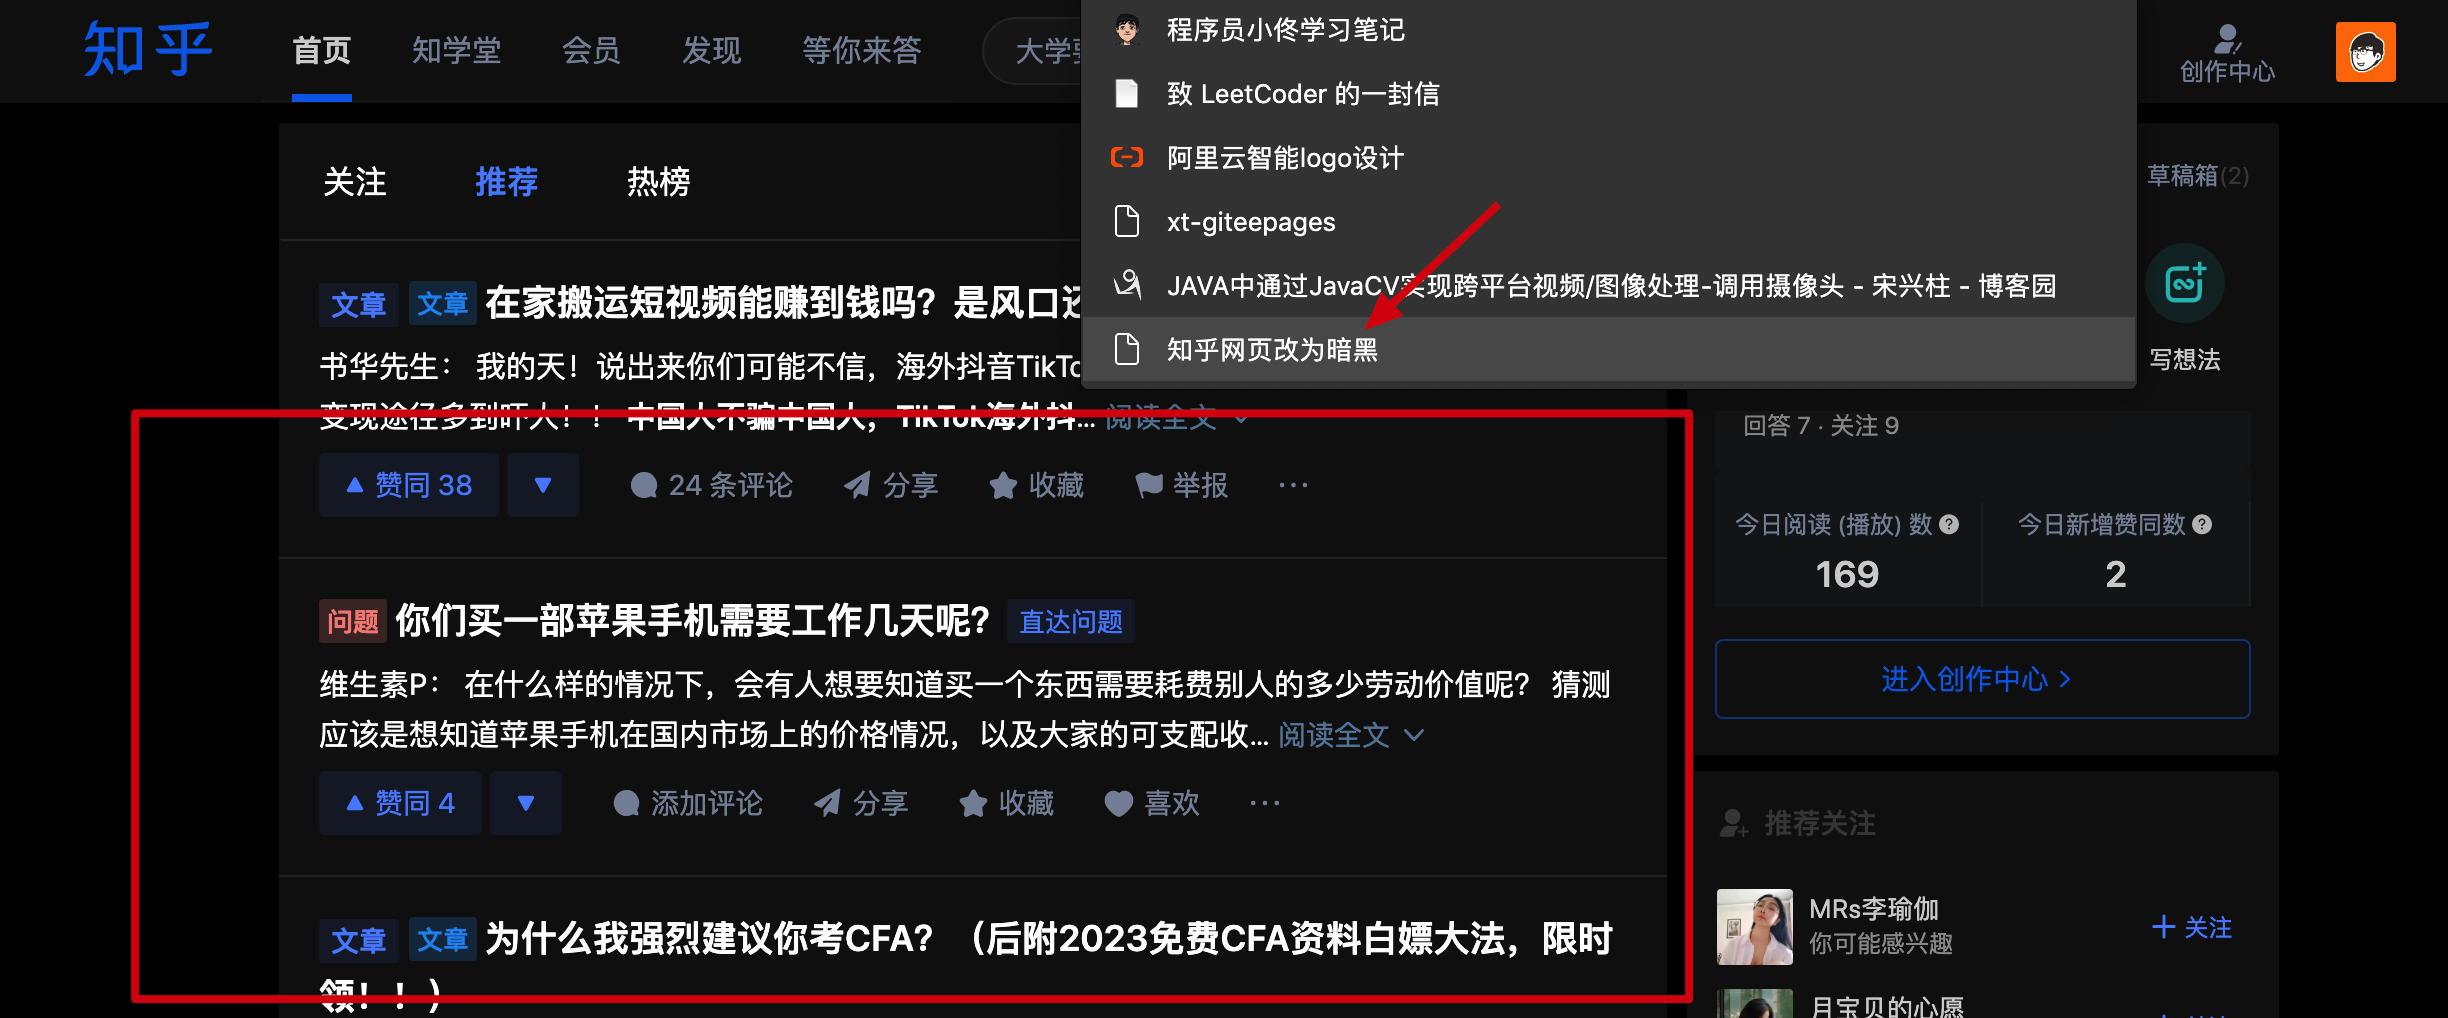 知乎
首页
知学堂
会员
发现
等你来答
大学
创作中心
程序员小佟学习笔记
致 LeetCoder 的一封信
阿里云智能logo设计
xt-giteepages
JAVA中通过JavaCV实现跨平台视频/图像处理-调用摄像头 - 宋兴柱 - 博客园
知乎网页改为暗黑
关注
推荐
热榜
文章 文章 在家搬运短视频能赚到钱吗？是风口还
书华先生： 我的天！说出来你们可能不信，海外抖音TikTo
变现途径多到吓人！！ 中国人不骗中国人，TikTok海外抖... 阅读全文
赞同 38
24 条评论
分享
收藏
举报
···
问题 你们买一部苹果手机需要工作几天呢？ 直达问题
维生素P： 在什么样的情况下，会有人想要知道买一个东西需要耗费别人的多少劳动价值呢？ 猜测
应该是想知道苹果手机在国内市场上的价格情况，以及大家的可支配收... 阅读全文
赞同 4
添加评论
分享
收藏
喜欢
···
文章 文章 为什么我强烈建议你考CFA？（后附2023免费CFA资料白嫖大法，限时
领！！）
草稿箱(2)
写想法
回答 7 · 关注 9
今日阅读 (播放) 数
169
今日新增赞同数
2
进入创作中心
推荐关注
MRs李瑜伽
你可能感兴趣
关注
月宝贝的心愿